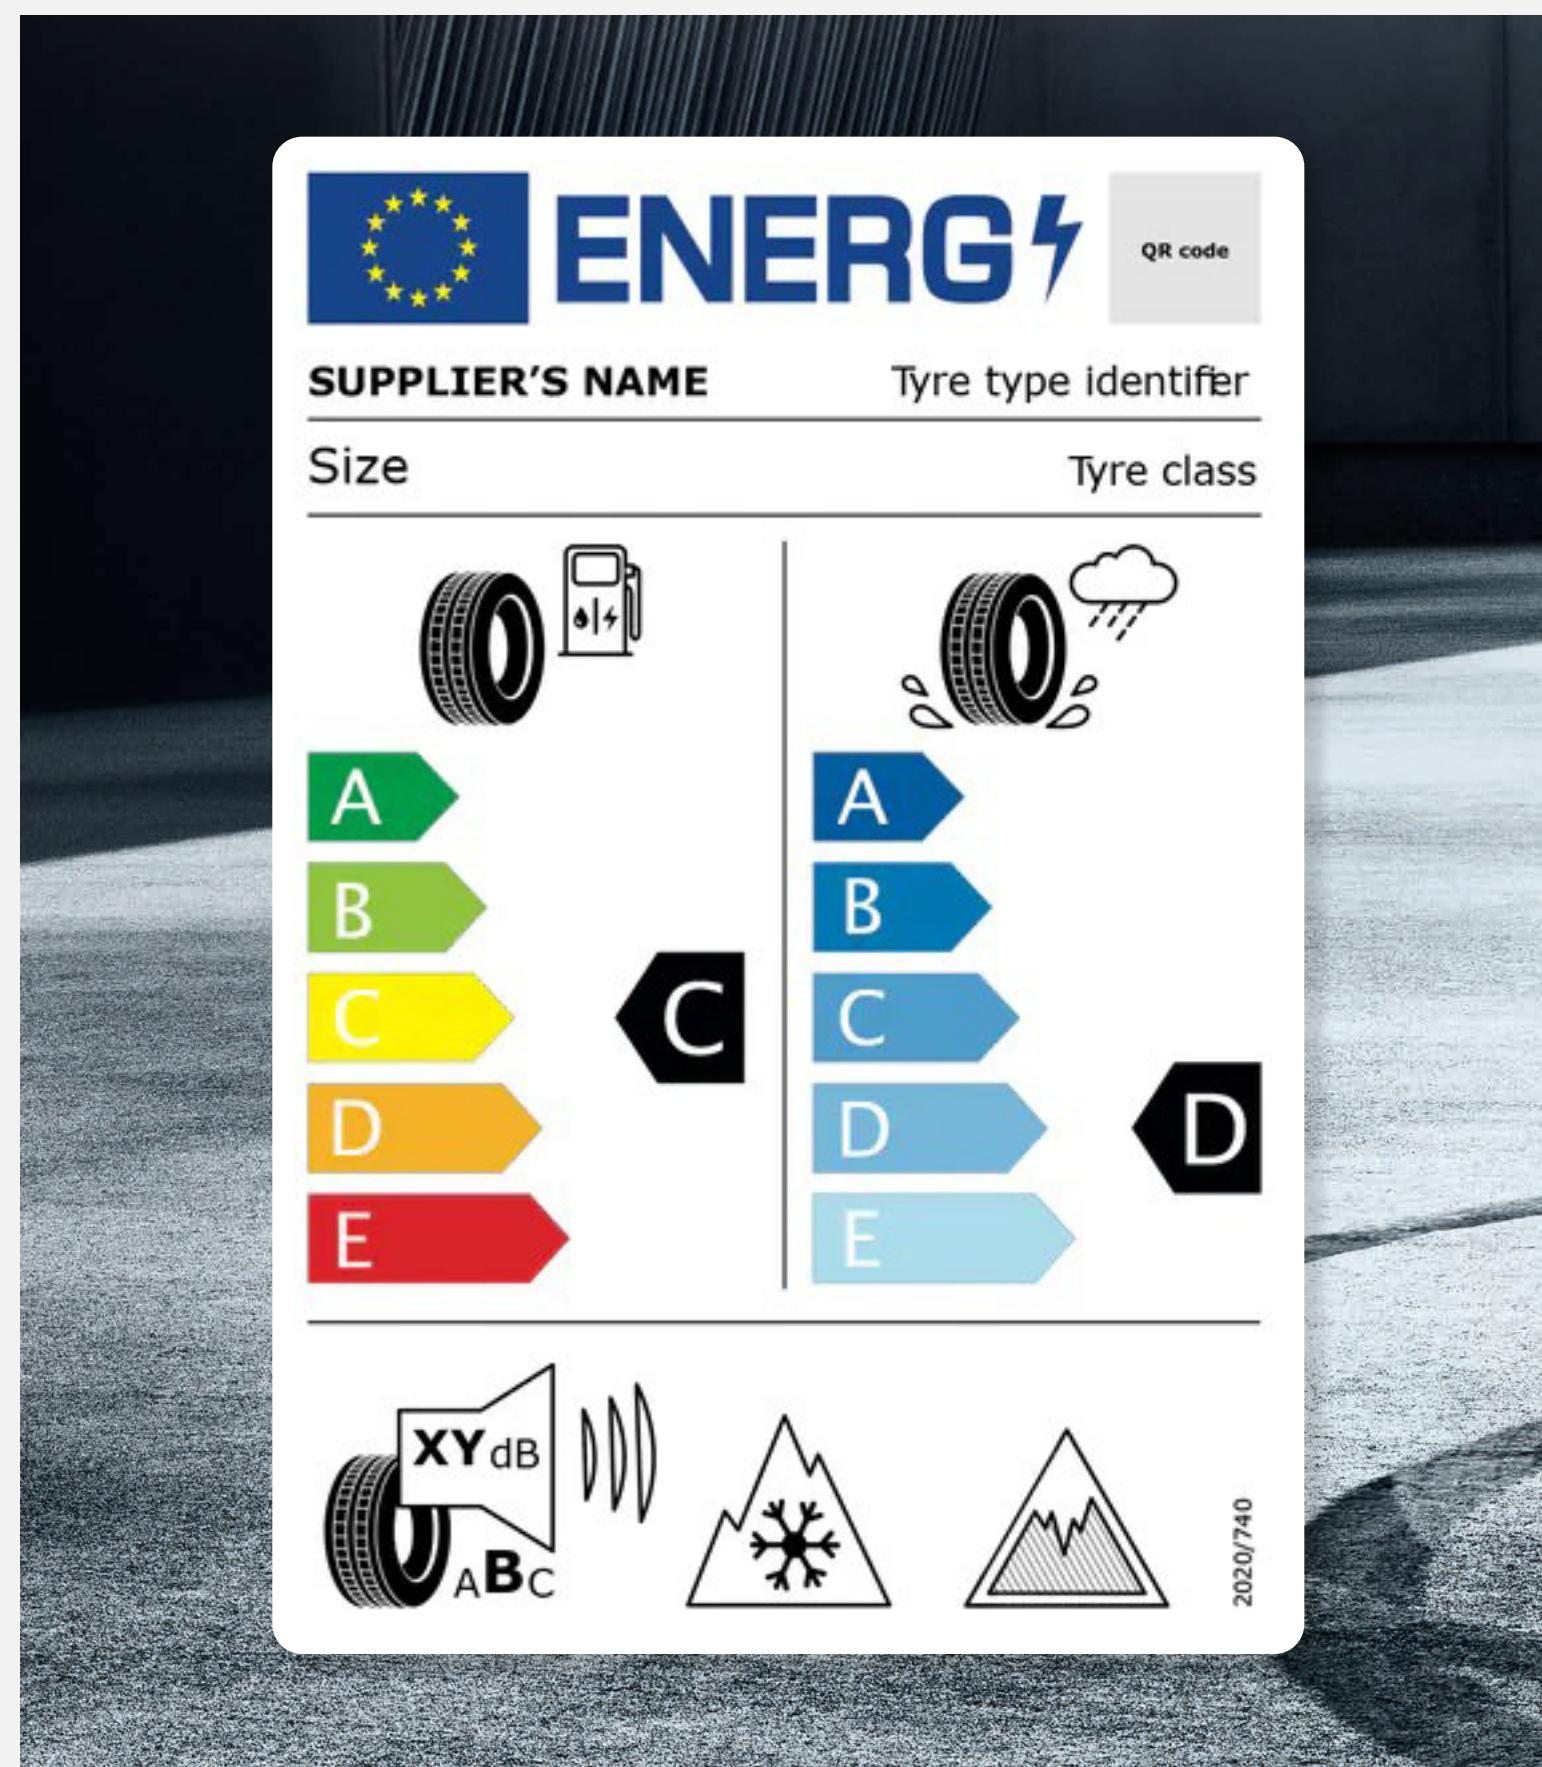 ENERG
QR code
SUPPLIER’S NAME
Tyre type identifier
Size
Tyre class
A
B
C
D
E
C
A
B
C
D
E
D
XYdB
ABC
2020/740